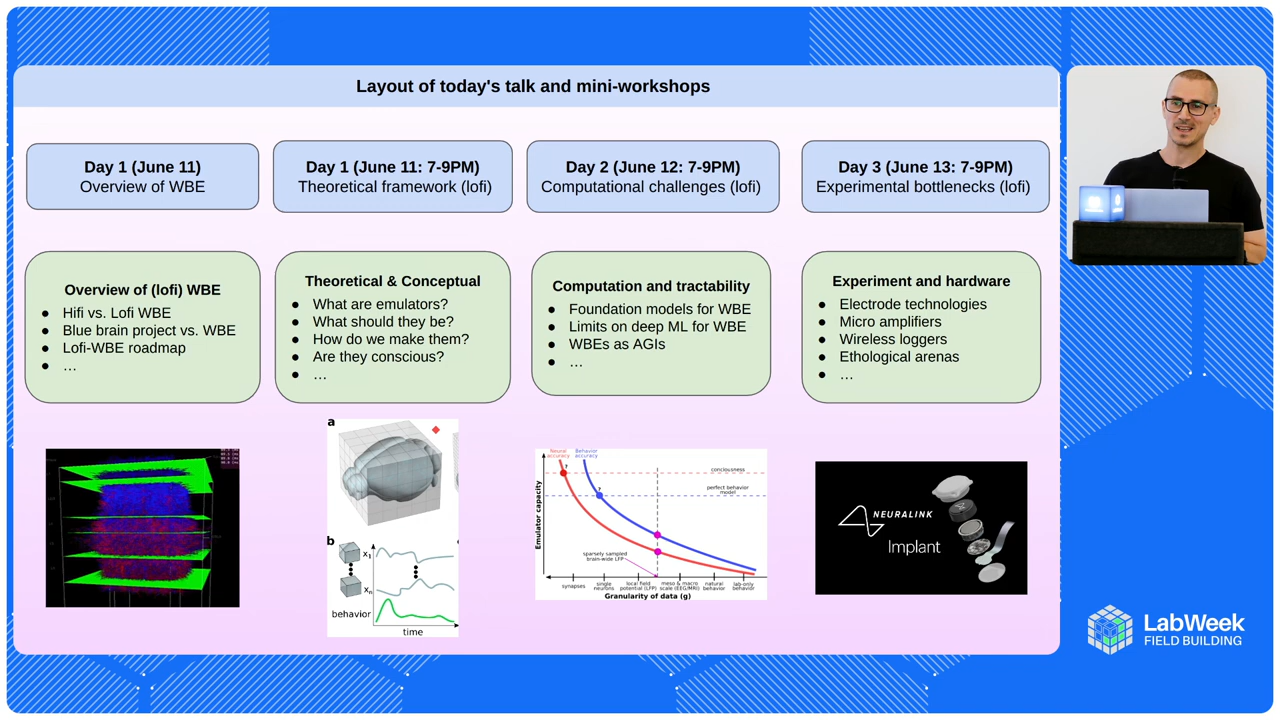 Layout of today's talk and mini-workshops
Day 1 (June 11)
Overview of WBE
Day 1 (June 11: 7-9PM)
Theoretical framework (lofi)
Day 2 (June 12: 7-9PM)
Computational challenges (lofi)
Day 3 (June 13: 7-9PM)
Experimental bottlenecks (lofi)
Overview of (lofi) WBE
● Hifi vs. Lofi WBE
● Blue brain project vs. WBE
● Lofi-WBE roadmap
● …
Theoretical & Conceptual
● What are emulators?
● What should they be?
● How do we make them?
● Are they conscious?
● …
Computation and tractability
● Foundation models for WBE
● Limits on deep ML for WBE
● WBEs as AGIs
● …
Experiment and hardware
● Electrode technologies
● Micro amplifiers
● Wireless loggers
● Ethological arenas
● …
a
b
x1
xn
behavior
time
Neural
accuracy
Behavior
accuracy
?
?
conciousness
perfect behavior
model
Emulator capacity
sparsely sampled
brain-wide LFP
synapses
single
neurons
local field
potential (LFP)
meso & macro
scale (EEG/MRI)
natural
behavior
lab-only
behavior
Granularity of data (g)
NEURALINK
Implant
LabWeek
FIELD BUILDING